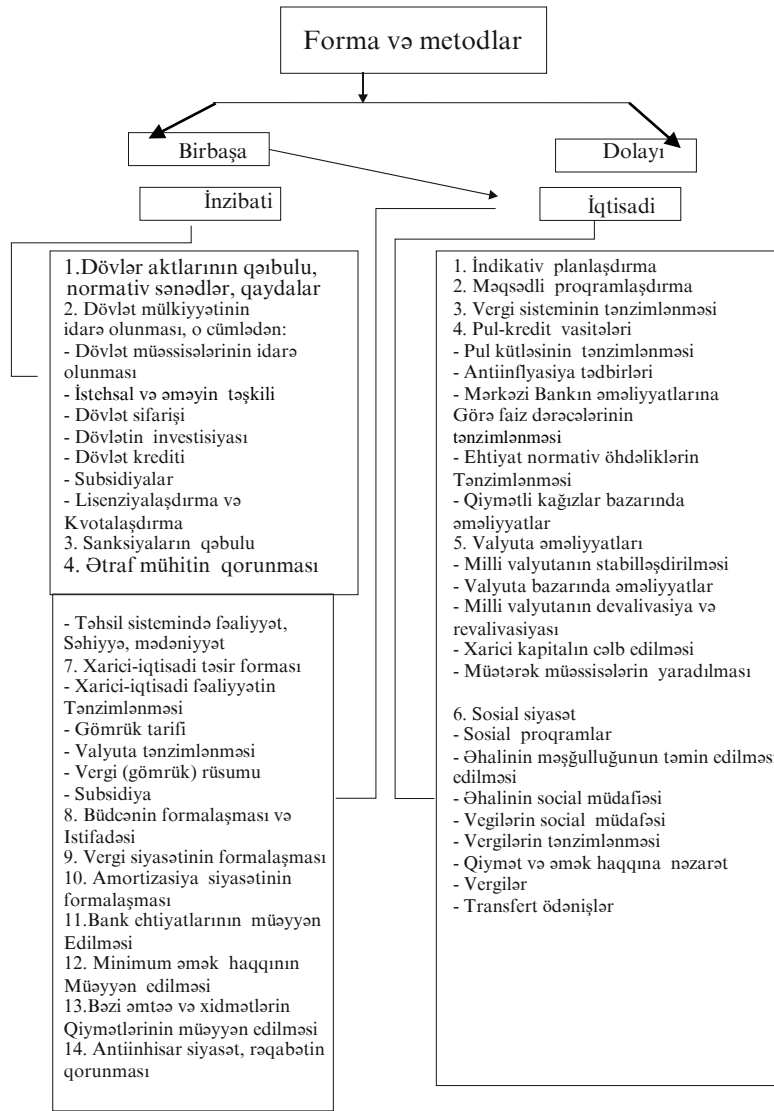 Forma və metodlar
Birbaşa
Dolayı
İnzibati
İqtisadi
1.Dövlər aktlarının qəıbulu,
normativ sənədlər, qaydalar
2. Dövlət mülkiyyətinin
idarə olunması, o cümlədən:
- Dövlət müəssisələrinin idarə
olunması
- İstehsal və əməyin təşkili
- Dövlət sifarişi
- Dövlətin investisiyası
- Dövlət krediti
- Subsidiyalar
- Lisenziyalaşdırma və
Kvotalaşdırma
3. Sanksiyaların qəbulu
4. Ətraf mühitin qorunması
- Təhsil sistemində fəaliyyət,
Səhiyyə, mədəniyyət
7. Xarici-iqtisadi təsir forması
- Xarici-iqtisadi fəaliyyətin
Tənzimlənməsi
- Gömrük tarifi
- Valyuta tənzimlənməsi
- Vergi (gömrük) rüsumu
- Subsidiya
8. Büdcənin formalaşması və
Istifadəsi
9. Vergi siyasətinin formalaşması
10. Amortizasiya siyasətinin
formalaşması
11.Bank ehtiyatlarının müəyyən
Edilməsi
12. Minimum əmək haqqının
Müəyyən edilməsi
13.Bəzi əmtəə və xidmətlərin
Qiymətlərinin müəyyən edilməsi
14. Antiinhisar siyasət, rəqabətin
qorunması
1. İndikativ planlaşdırma
2. Məqsədli proqramlaşdırma
3. Vergi sisteminin tənzimlənməsi
4. Pul-kredit vasitələri
- Pul kütləsinin tənzimlənməsi
- Antiinflyasiya tədbirləri
- Mərkəzi Bankın əməliyyatlarına
Görə faiz dərəcələrinin
tənzimlənməsi
- Ehtiyat normativ öhdəliklərin
Tənzimlənməsi
- Qiymətli kağızlar bazarında
əməliyyatlar
5. Valyuta əməliyyatları
- Milli valyutanın stabilləşdirilməsi
- Valyuta bazarında əməliyyatlar
- Milli valyutanın devalivasiya və
revalivasiyası
- Xarici kapitalın cəlb edilməsi
- Müətərək müəssisələrin yaradılması
6. Sosial siyasət
- Sosial proqramlar
- Əhalinin məşğulluğunun təmin edilməsi
edilməsi
- Əhalinin social müdafiəsi
- Vegilərin social müdafəsi
- Vergilərin tənzimlənməsi
- Qiymət və əmək haqqına nəzarət
- Vergilər
- Transfert ödənişlər